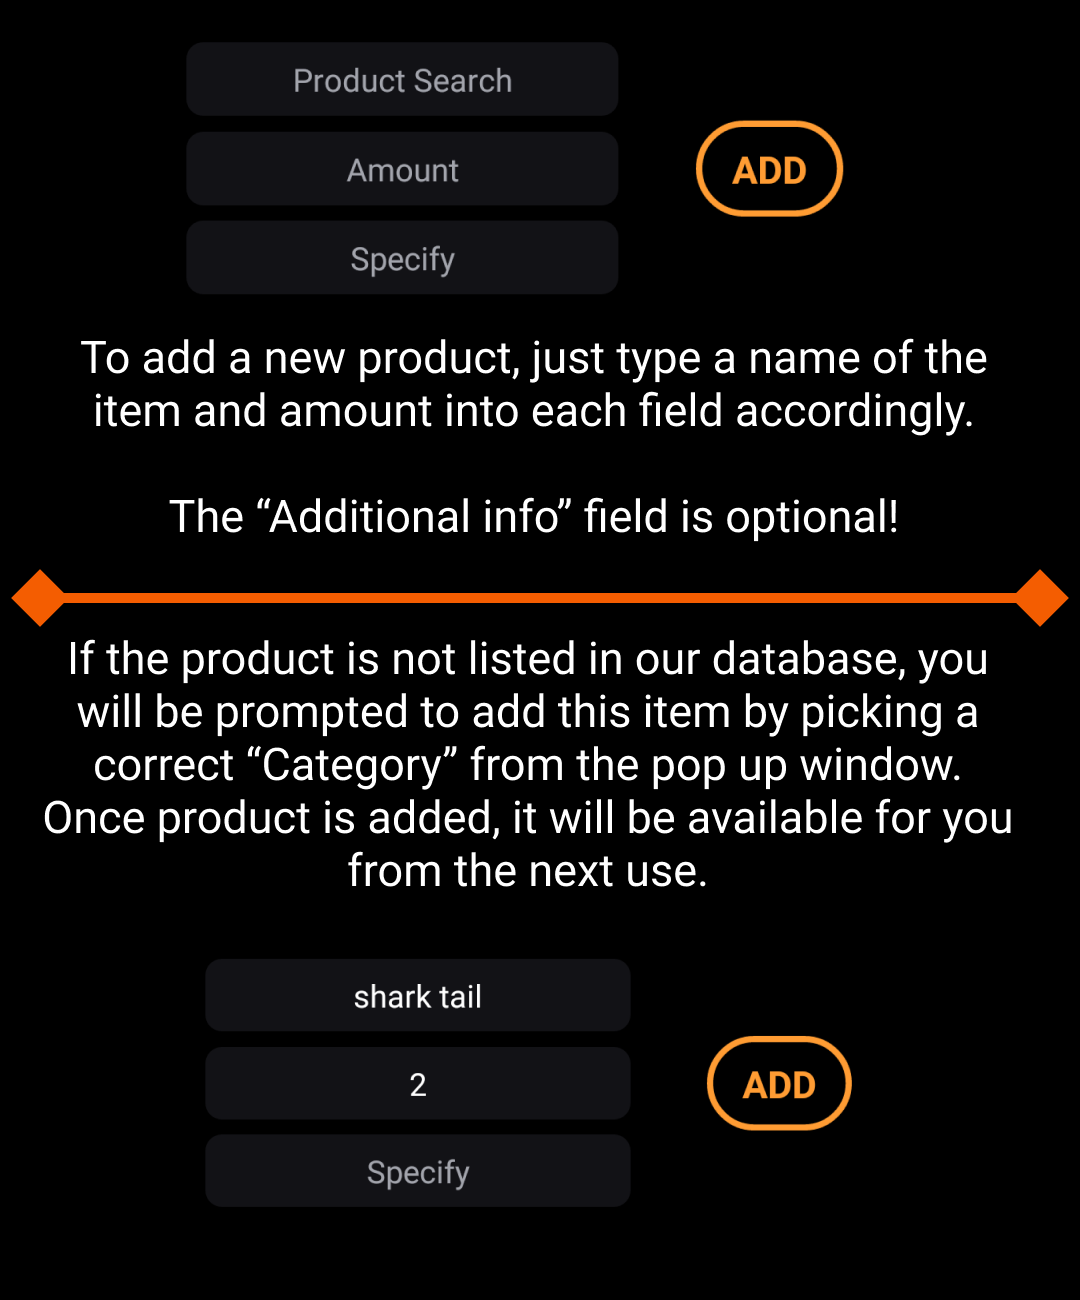 Product Search
Amount
ADD
Specify
To add a new product, just type a name of the
item and amount into each field accordingly.
The “Additional info” field is optional!
If the product is not listed in our database, you
will be prompted to add this item by picking a
correct “Category” from the pop up window.
Once product is added, it will be available for you
from the next use.
shark tail
2
ADD
Specify